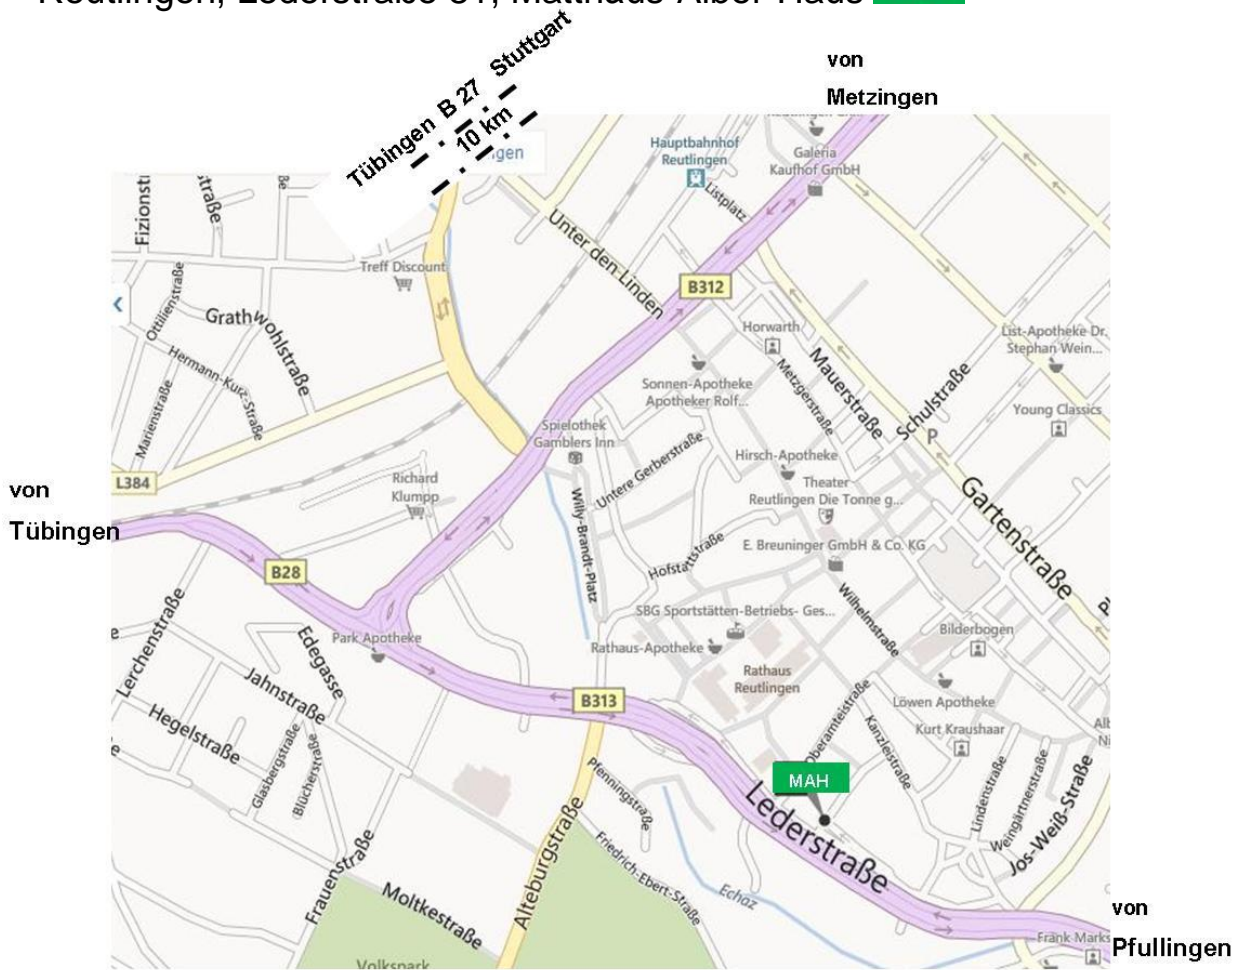 Reutlingen, Lederstraße 81, Matthäus-Alber-Haus
Tübingen B 27 Stuttgart
10 km
von
Metzingen
Hauptbahnhof
Reutlingen
Galeria
Kaufhof GmbH
Listplatz
Unter den Linden
B312
Treff Discount
Ottilienstraße
Grathwohlstraße
Hermann-Kurz-Straße
Marienstraße
Horwarth
List-Apotheke Dr.
Stephan Wein...
Mauerstraße
Metzgerstraße
Schulstraße
Sonnen-Apotheke
Apotheker Rolf...
Young Classics
Spielothek
Gamblers Inn
P
Untere Gerberstraße
Hirsch-Apotheke
Theater
Reutlingen Die Tonne g...
L384
Richard
Klumpp
von
Tübingen
Willy-Brandt-Platz
Gartenstraße
Hofstattstraße
E. Breuninger GmbH & Co. KG
B28
Wilhelmstraße
SBG Sportstätten-Betriebs- Ges...
Bilderbogen
Park Apotheke
Rathaus-Apotheke
Lerchenstraße
Edegasse
Jahnstraße
Rathaus
Reutlingen
B313
Oberamteistraße
Löwen Apotheke
Kurt Kraushaar
Kanzleistraße
Hegelstraße
Glasbergstraße
Blücherstraße
Pfenningstraße
MAH
Lederstraße
Lindenstraße
Weingärtnerstraße
Jos-Weiß-Straße
Frauenstraße
Moltkestraße
Alteburgstraße
Friedrich-Ebert-Straße
Echaz
Volkspark
Frank Marks
von
Pfullingen